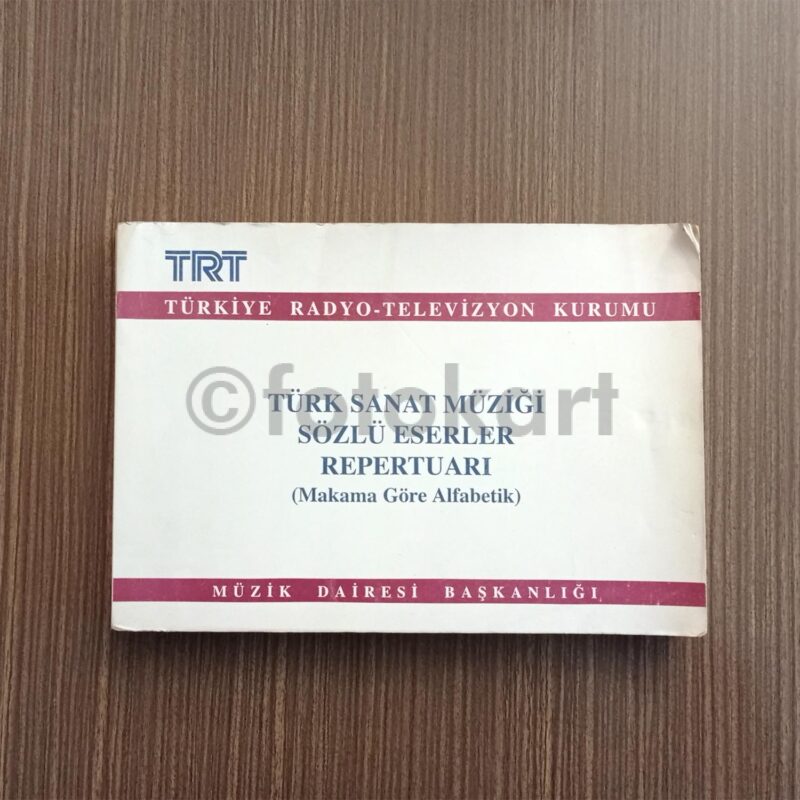 TRT
TÜRKİYE RADYO-TELEVİZYON KURUMU
©fotokart
TÜRK SANAT MÜZİĞİ
SÖZLÜ ESERLER
REPERTUARI
(Makama Göre Alfabetik)
MÜZİK DAİRESİ BAŞKANLIĞI